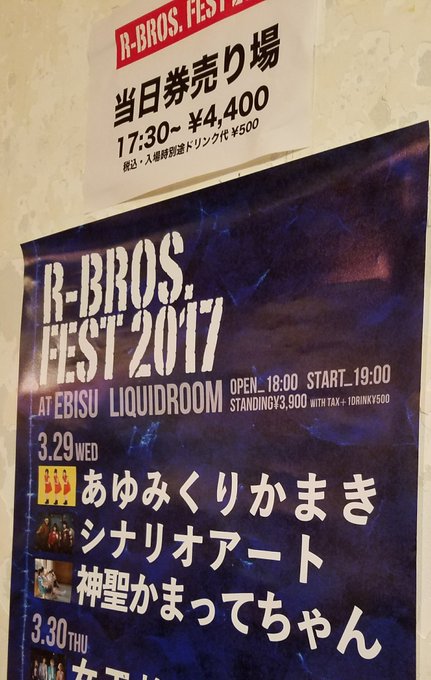 R-BROS. FEST 2
当日券売り場
17:30~ ¥4,400
税込・入場時別途ドリンク代 ¥500
R-BROS.
FEST 2017
AT EBISU LIQUIDROOM
OPEN_18:00 START_19:00
STANDING¥3,900 WITH TAX+1DRINK¥500
3.29 WED
あゆみくりかまき
シナリオアート
神聖かまってちゃん
3.30 THU